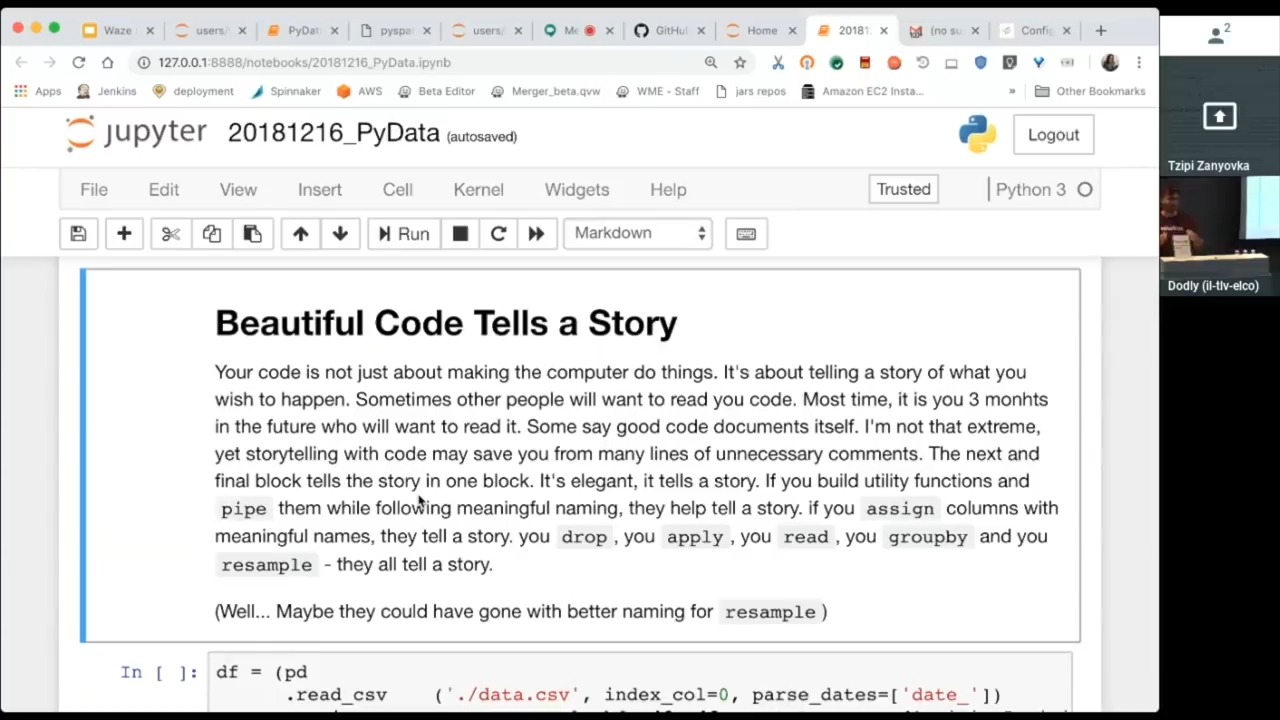 Waze
users/
PyData
pyspar
users/
Me
GitHul
Home
20181
(no su
Config
127.0.0.1:8888/notebooks/20181216_PyData.ipynb
Apps Jenkins deployment Spinnaker AWS Beta Editor Merger_beta.qvw WME - Staff jars repos Amazon EC2 Insta... » Other Bookmarks
2
jupyter 20181216_PyData (autosaved) Logout
File Edit View Insert Cell Kernel Widgets Help Trusted Python 3
Run Markdown
Tzipi Zanyovka
Dodly (il-tlv-elco)
Beautiful Code Tells a Story
Your code is not just about making the computer do things. It's about telling a story of what you
wish to happen. Sometimes other people will want to read you code. Most time, it is you 3 monhts
in the future who will want to read it. Some say good code documents itself. I'm not that extreme,
yet storytelling with code may save you from many lines of unnecessary comments. The next and
final block tells the story in one block. It's elegant, it tells a story. If you build utility functions and
pipe them while following meaningful naming, they help tell a story. if you assign columns with
meaningful names, they tell a story. you drop , you apply , you read , you groupby and you
resample - they all tell a story.
(Well... Maybe they could have gone with better naming for resample )
In [ ]: df = (pd
.read_csv ('./data.csv', index_col=0, parse_dates=['date_'])